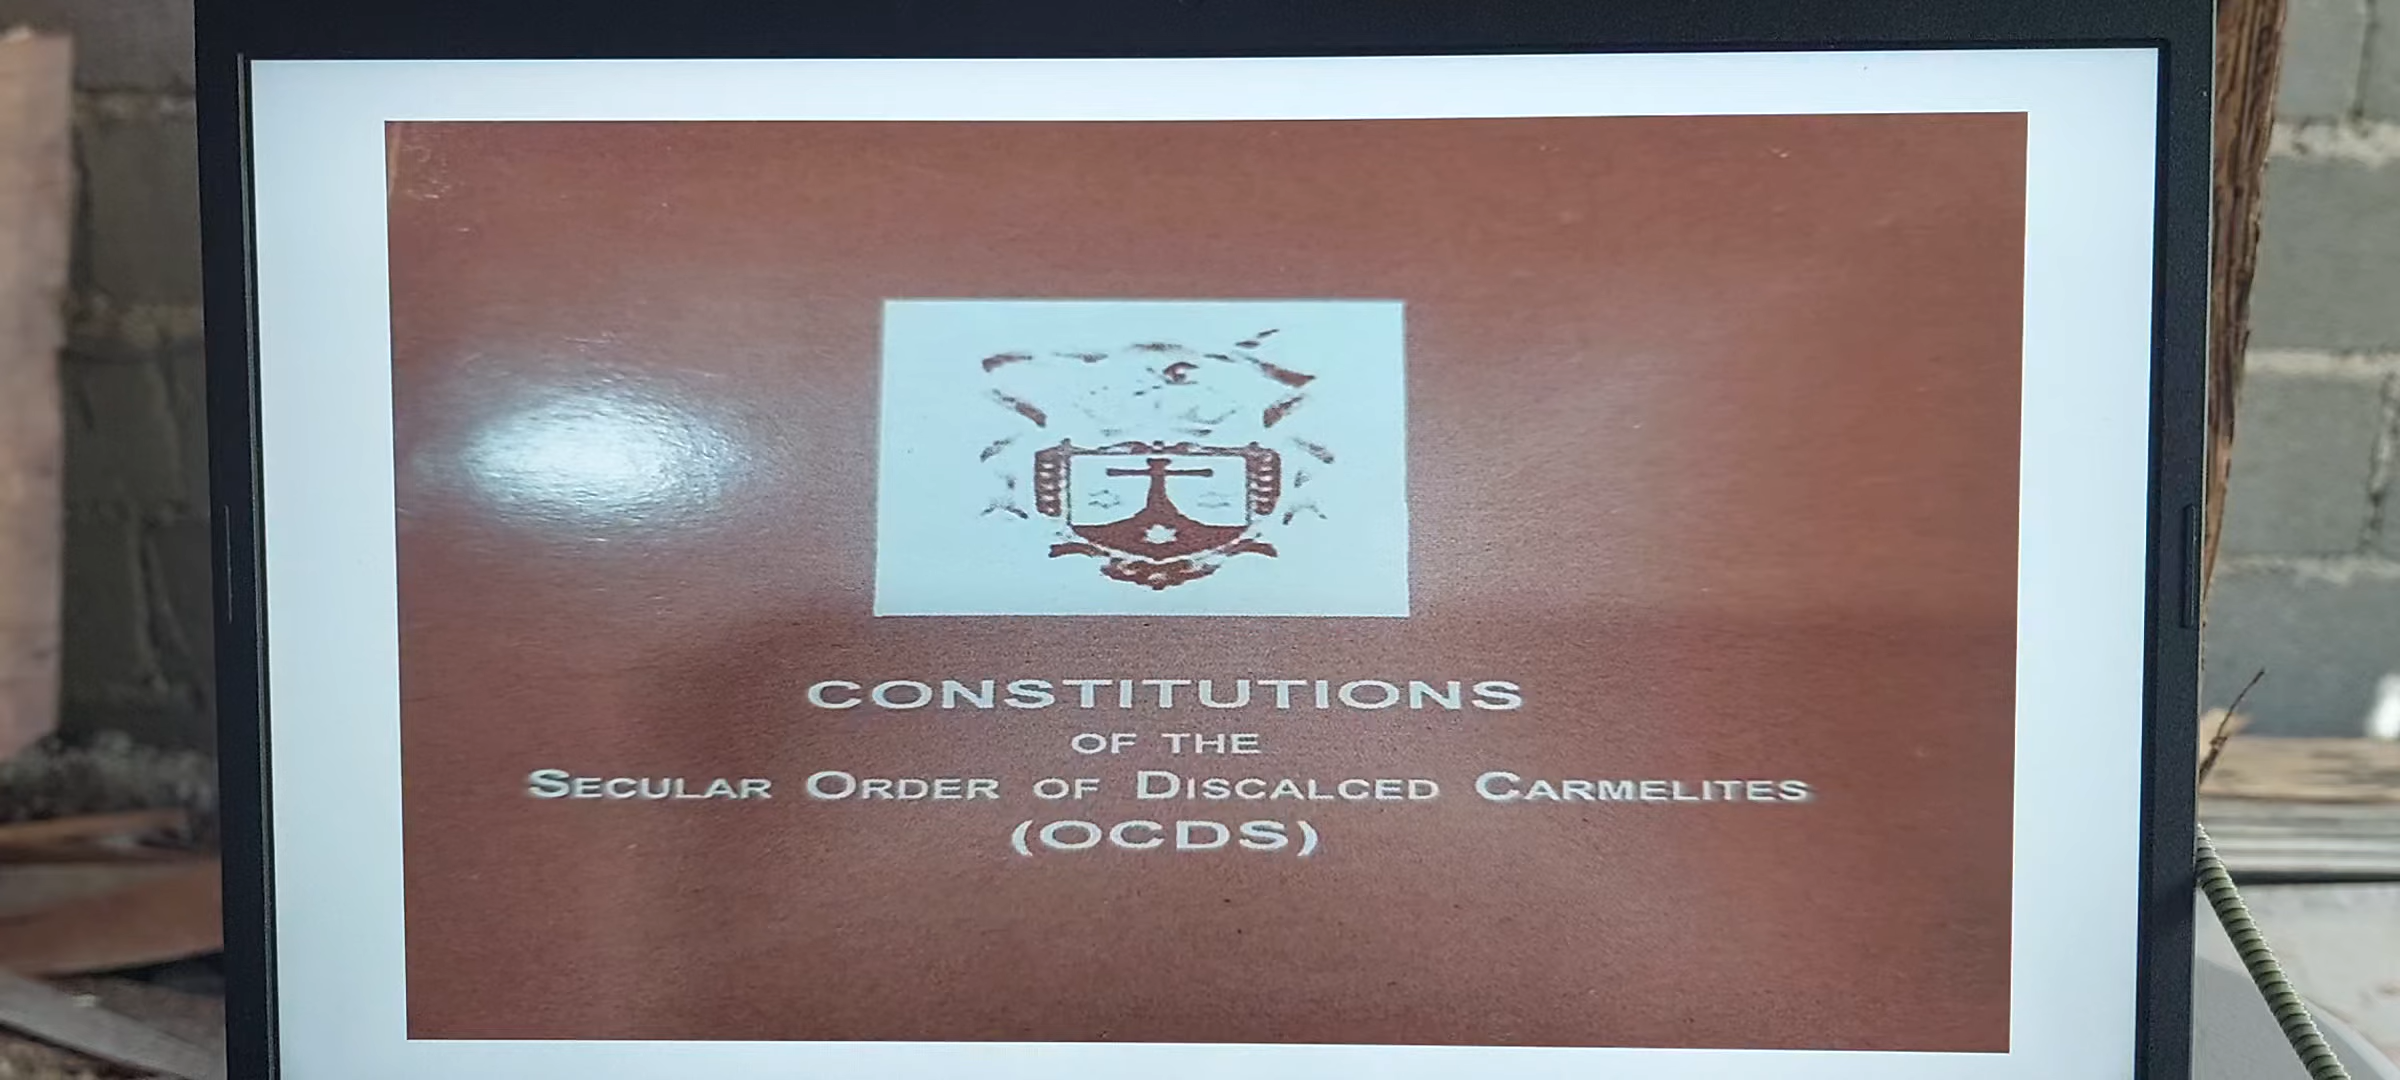 CONSTITUTIONS
OF THE
SECULAR ORDER OF DISCALCED CARMELITES
(OCDS)